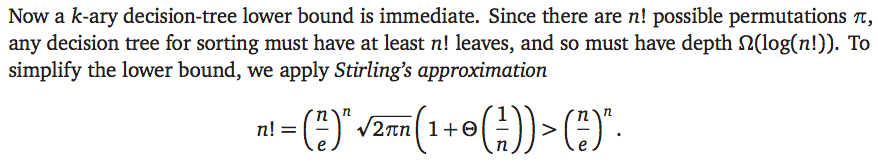 Now a k-ary decision-tree lower bound is immediate. Since there are n! possible permutations π,
any decision tree for sorting must have at least n! leaves, and so must have depth Ω(log(n!)). To
simplify the lower bound, we apply Stirling’s approximation
n! = (n/e)ⁿ √2πn (1+Θ(1/n)) > (n/e)ⁿ.